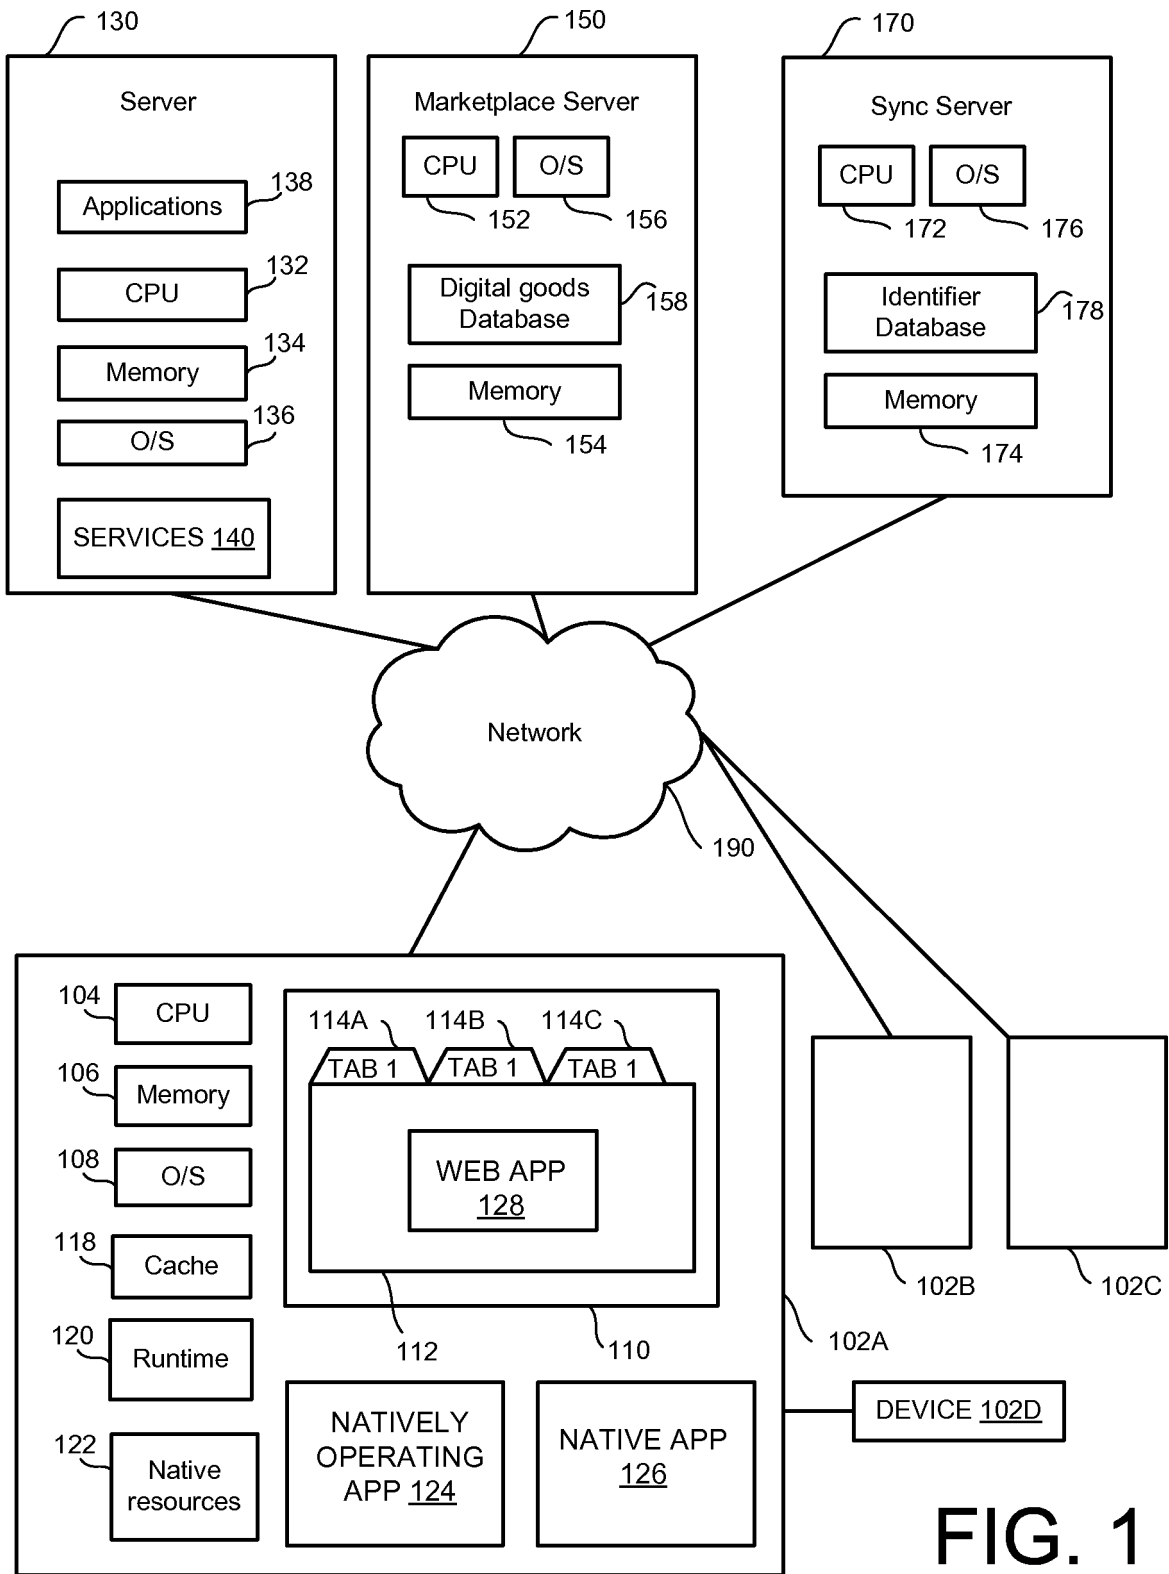 130
150
170
Server
Marketplace Server
Sync Server
Applications
138
CPU
132
Memory
134
O/S
136
SERVICES 140
CPU
O/S
152
156
Digital goods
Database
158
Memory
154
CPU
O/S
172
176
Identifier
Database
178
Memory
174
Network
190
104
CPU
106
Memory
108
O/S
118
Cache
120
Runtime
122
Native
resources
114A
114B
114C
TAB 1
TAB 1
TAB 1
WEB APP
128
112
110
NATIVELY
OPERATING
APP 124
NATIVE APP
126
102B
102C
102A
DEVICE 102D
FIG. 1